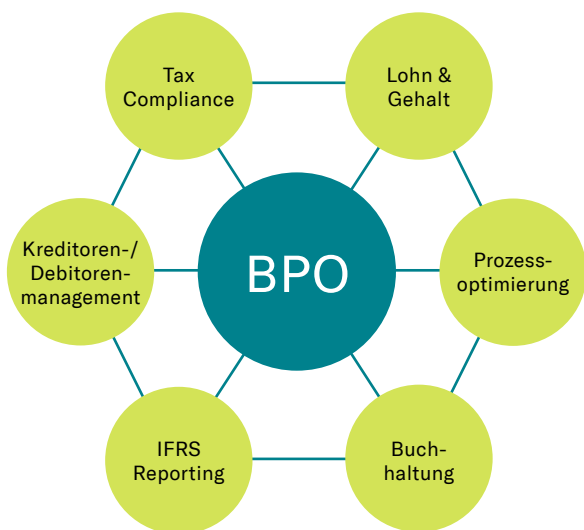 Tax
Compliance
Lohn &
Gehalt
Kreditoren-/
Debitoren-
management
BPO
Prozess-
optimierung
IFRS
Reporting
Buch-
haltung